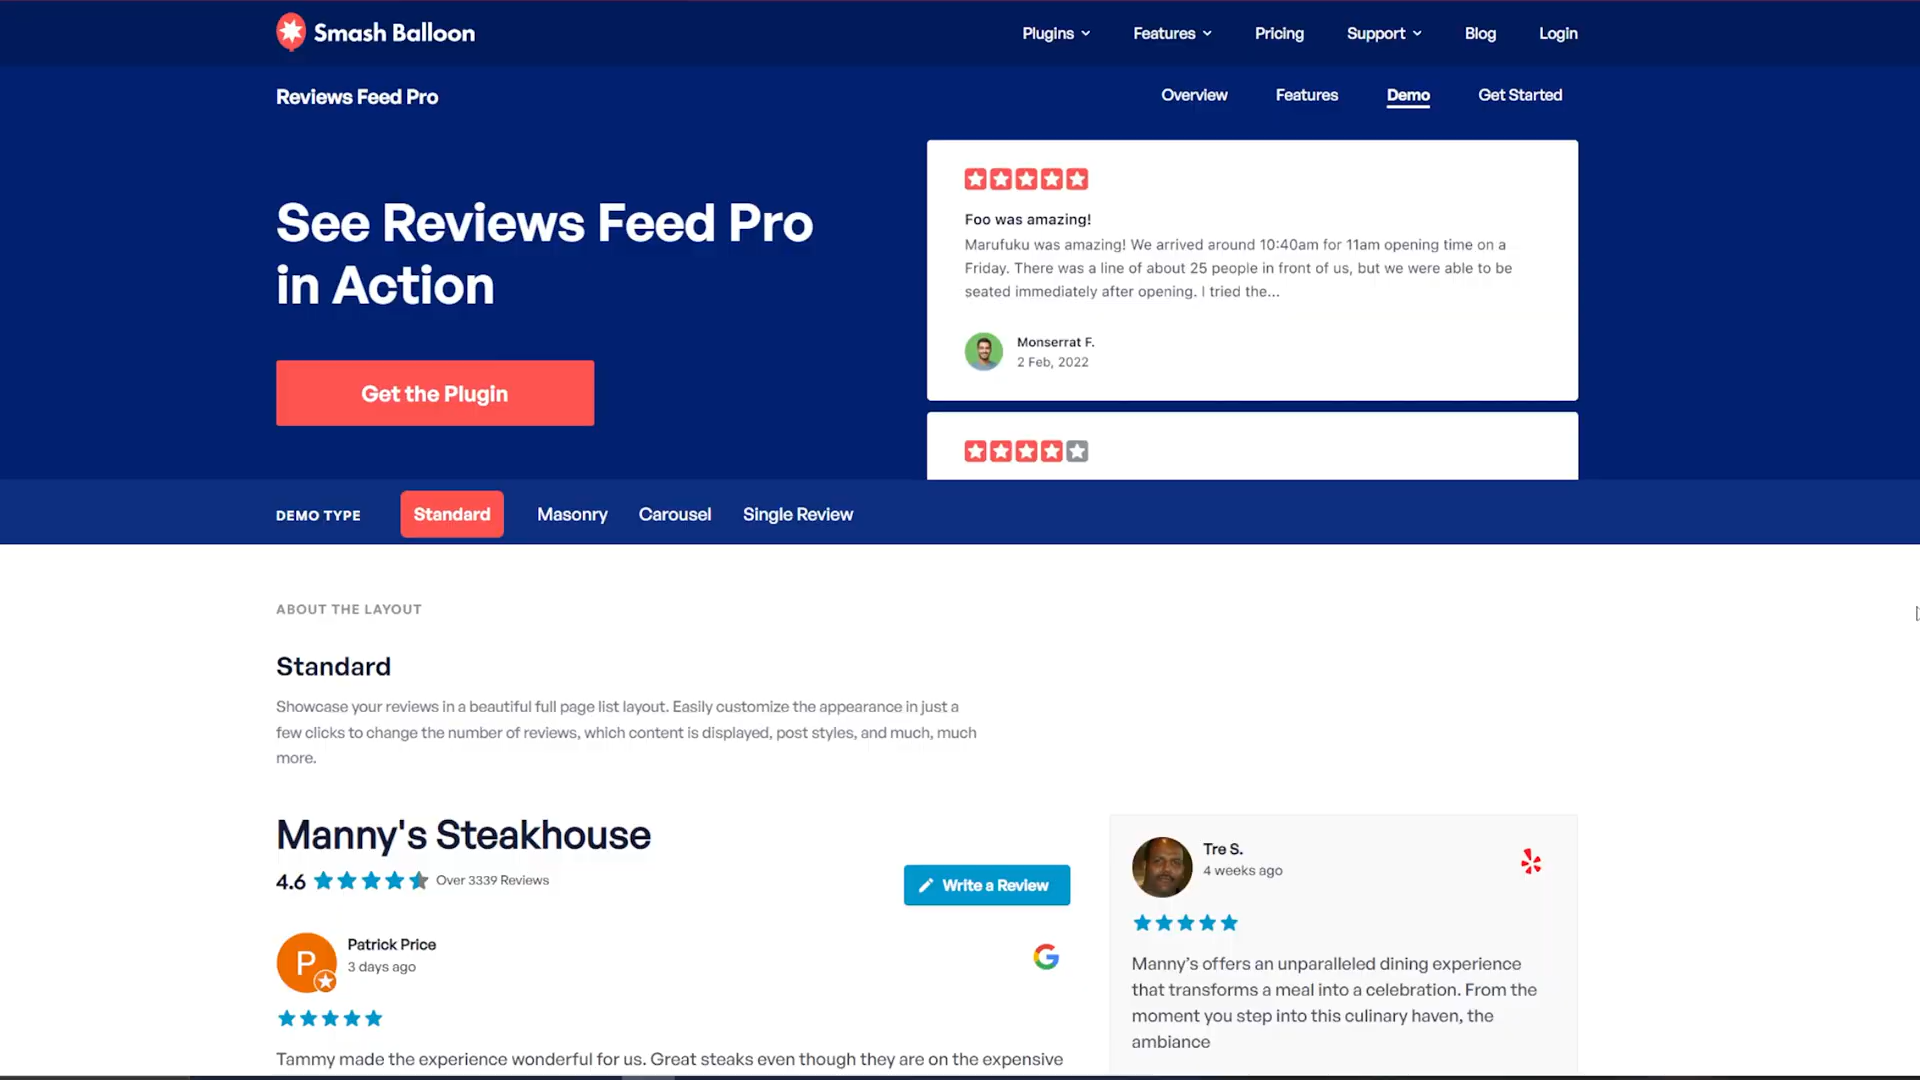 Smash Balloon
Plugins Features Pricing Support Blog Login
Reviews Feed Pro
Overview Features Demo Get Started
See Reviews Feed Pro
in Action
Get the Plugin
Foo was amazing!
Marufuku was amazing! We arrived around 10:40am for 11am opening time on a
Friday. There was a line of about 25 people in front of us, but we were able to be
seated immediately after opening. I tried the...
Monserrat F.
2 Feb, 2022
DEMO TYPE Standard Masonry Carousel Single Review
ABOUT THE LAYOUT
Standard
Showcase your reviews in a beautiful full page list layout. Easily customize the appearance in just a
few clicks to change the number of reviews, which content is displayed, post styles, and much, much
more.
Manny's Steakhouse
4.6 Over 3339 Reviews
Write a Review
P
Patrick Price
3 days ago
Tammy made the experience wonderful for us. Great steaks even though they are on the expensive
Tre S.
4 weeks ago
Manny’s offers an unparalleled dining experience
that transforms a meal into a celebration. From the
moment you step into this culinary haven, the
ambiance